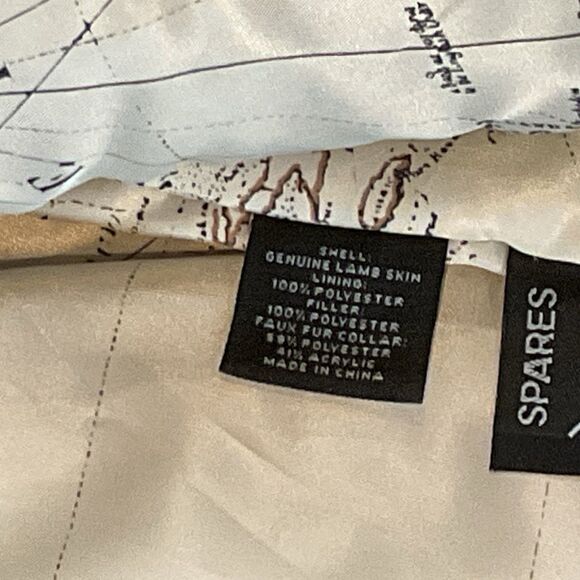 SHELL:
GENUINE LAMB SKIN
LINING:
100% POLYESTER
FILLER:
100% POLYESTER
FAUX FUR COLLAR:
59% POLYESTER
41% ACRYLIC
MADE IN CHINA
SPARES